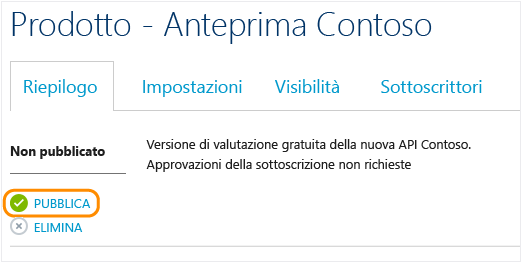 Prodotto - Anteprima Contoso
Riepilogo Impostazioni Visibilità Sottoscrittori
Non pubblicato
Versione di valutazione gratuita della nuova API Contoso.
Approvazioni della sottoscrizione non richieste
PUBBLICA
ELIMINA